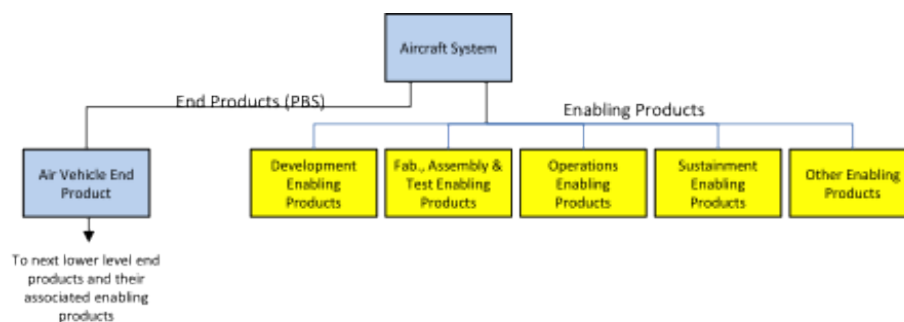 Aircraft System
End Products (PBS)
Enabling Products
Air Vehicle End
Product
Development
Enabling
Products
Fab., Assembly &
Test Enabling
Products
Operations
Enabling
Products
Sustainment
Enabling
Products
Other Enabling
Products
To next lower level end
products and their
associated enabling
products